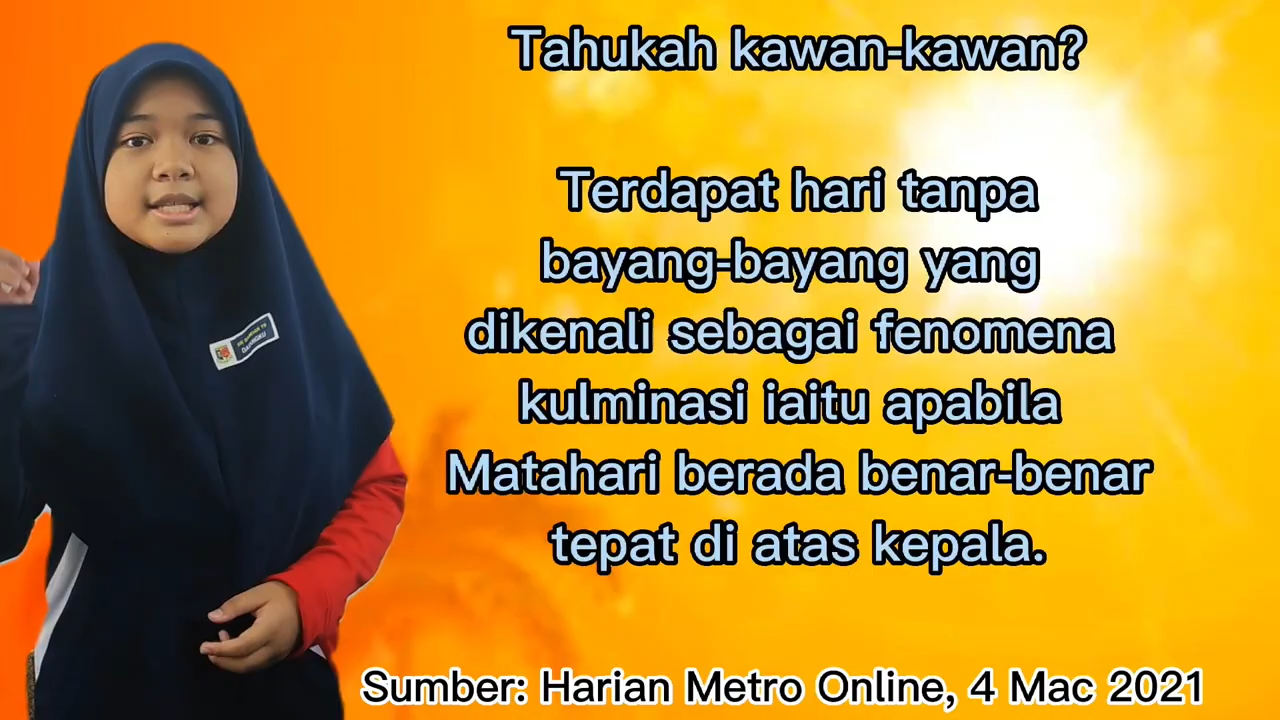 Tahukah kawan-kawan?
Terdapat hari tanpa
bayang-bayang yang
dikenali sebagai fenomena
kulminasi iaitu apabila
Matahari berada benar-benar
tepat di atas kepala.
Sumber: Harian Metro Online, 4 Mac 2021